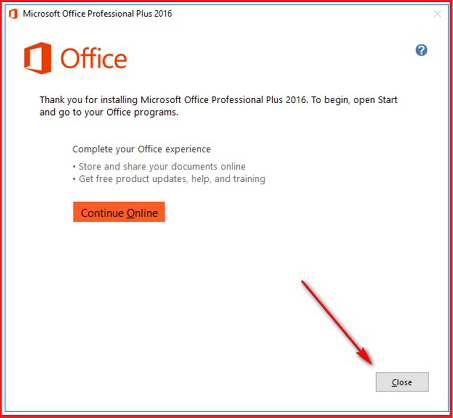 Microsoft Office Professional Plus 2016
Office
?
Thank you for installing Microsoft Office Professional Plus 2016. To begin, open Start
and go to your Office programs.
Complete your Office experience
• Store and share your documents online
• Get free product updates, help, and training
Continue Online
Close